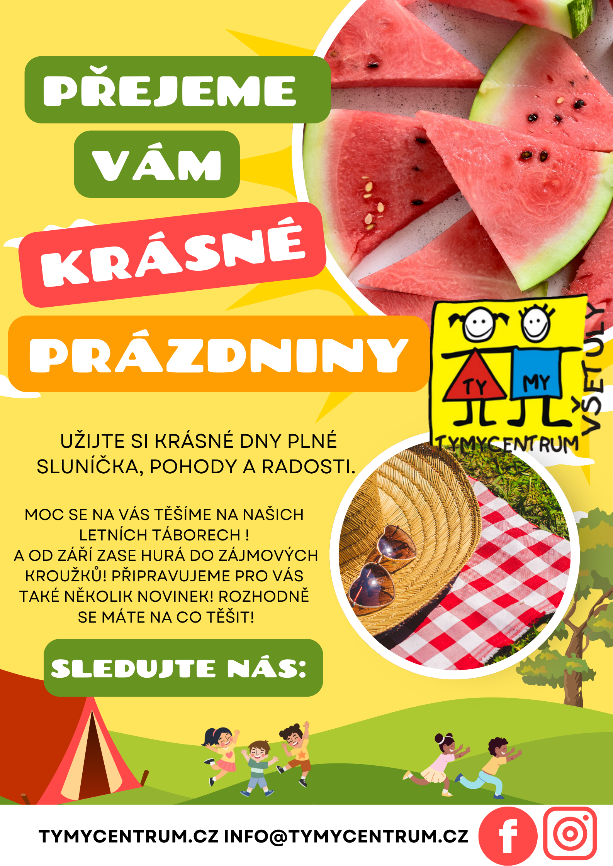 PŘEJEME
VÁM
KRÁSNÉ
PRÁZDNINY
TY
MY
TYMYCENTRUM
VŠETULY
UŽIJTE SI KRÁSNÉ DNY PLNÉ
SLUNÍČKA, POHODY A RADOSTI.
MOC SE NA VÁS TĚŠÍME NA NAŠICH
LETNÍCH TÁBORECH !
A OD ZÁŘÍ ZASE HURÁ DO ZÁJMOVÝCH
KROUŽKŮ! PŘIPRAVUJEME PRO VÁS
TAKÉ NĚKOLIK NOVINEK! ROZHODNĚ
SE MÁTE NA CO TĚŠIT!
SLEDUJTE NÁS:
TYMYCENTRUM.CZ INFO@TYMYCENTRUM.CZ